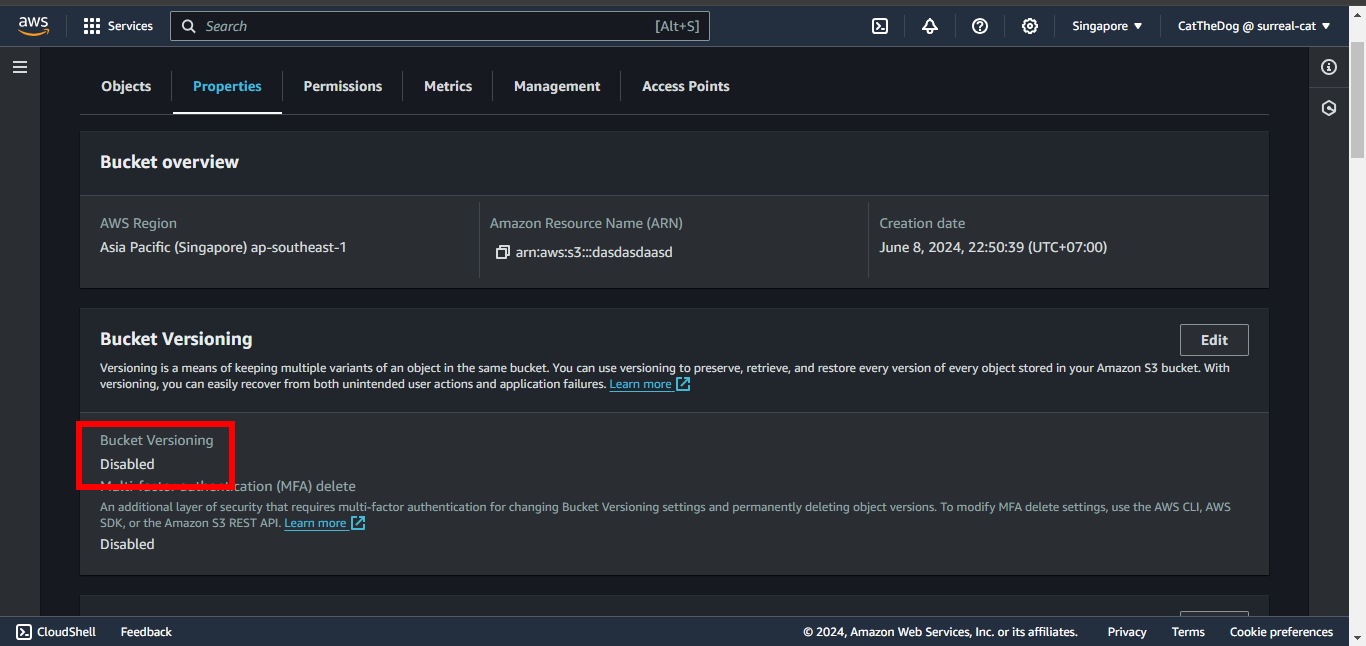 aws
Services
Search
[Alt+S]
Singapore
CatTheDog @ surreal-cat
Objects
Properties
Permissions
Metrics
Management
Access Points
Bucket overview
AWS Region
Asia Pacific (Singapore) ap-southeast-1
Amazon Resource Name (ARN)
arn:aws:s3:::dasdasdaasd
Creation date
June 8, 2024, 22:50:39 (UTC+07:00)
Bucket Versioning
Edit
Versioning is a means of keeping multiple variants of an object in the same bucket. You can use versioning to preserve, retrieve, and restore every version of every object stored in your Amazon S3 bucket. With
versioning, you can easily recover from both unintended user actions and application failures. Learn more
Bucket Versioning
Disabled
Multi-factor authentication (MFA) delete
An additional layer of security that requires multi-factor authentication for changing Bucket Versioning settings and permanently deleting object versions. To modify MFA delete settings, use the AWS CLI, AWS
SDK, or the Amazon S3 REST API. Learn more
Disabled
CloudShell
Feedback
© 2024, Amazon Web Services, Inc. or its affiliates.
Privacy
Terms
Cookie preferences